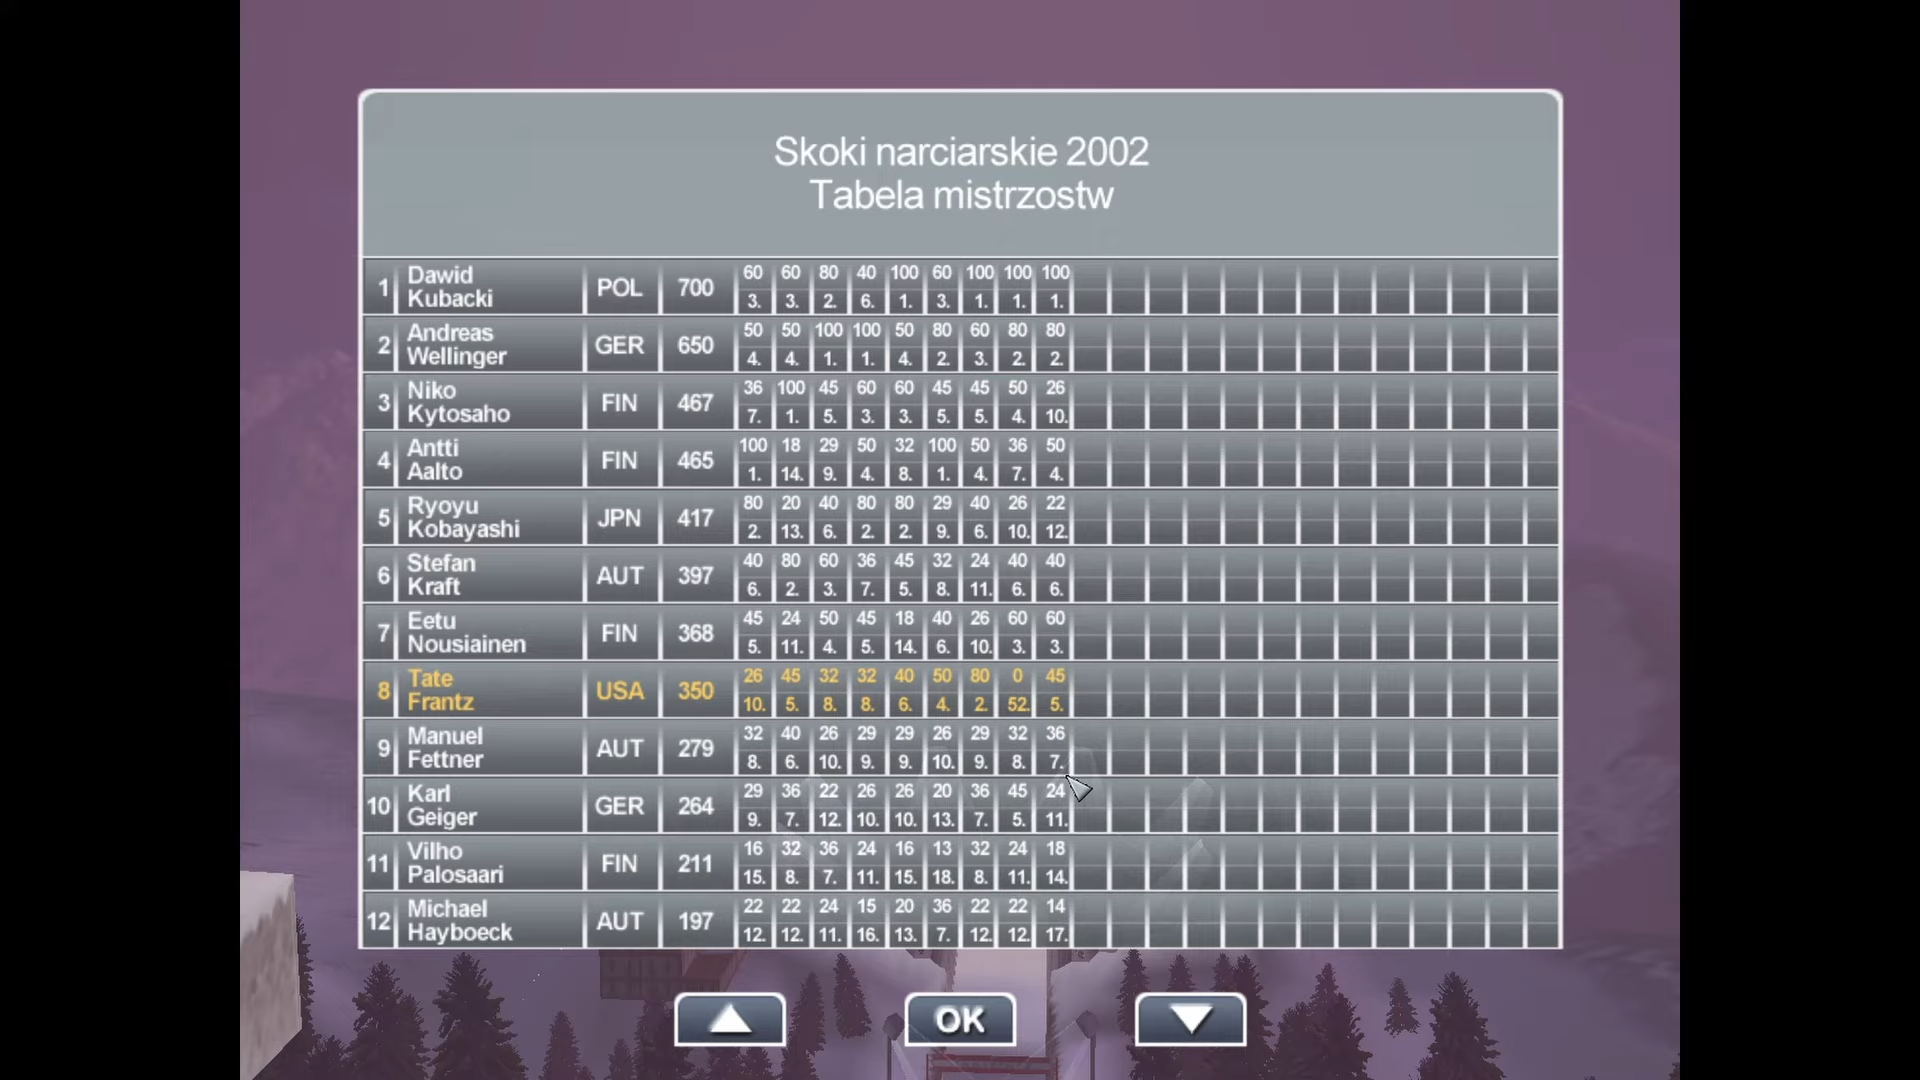 Skoki narciarskie 2002
Tabela mistrzostw
1 Dawid Kubacki POL 700 60 60 80 40 100 60 100 100 100
3. 3. 2. 6. 1. 3. 1. 1. 1.
2 Andreas Wellinger GER 650 50 50 100 100 50 80 60 80 80
4. 4. 1. 1. 4. 2. 3. 2. 2.
3 Niko Kytosaho FIN 467 36 100 45 60 60 45 45 50 26
7. 1. 5. 3. 3. 5. 5. 4. 10.
4 Antti Aalto FIN 465 100 18 29 50 32 100 50 36 50
1. 14. 9. 4. 8. 1. 4. 7. 4.
5 Ryoyu Kobayashi JPN 417 80 20 40 80 80 29 40 26 22
2. 13. 6. 2. 2. 9. 6. 10. 12.
6 Stefan Kraft AUT 397 40 80 60 36 45 32 24 40 40
6. 2. 3. 7. 5. 8. 11. 6. 6.
7 Eetu Nousiainen FIN 368 45 24 50 45 18 40 26 60 60
5. 11. 4. 5. 14. 6. 10. 3. 3.
8 Tate Frantz USA 350 26 45 32 32 40 50 80 0 45
10. 5. 8. 8. 6. 4. 2. 52. 5.
9 Manuel Fettner AUT 279 32 40 26 29 29 26 29 32 36
8. 6. 10. 9. 9. 10. 9. 8. 7.
10 Karl Geiger GER 264 29 36 22 26 26 20 36 45 24
9. 7. 12. 10. 10. 13. 7. 5. 11.
11 Vilho Palosaari FIN 211 16 32 36 24 16 13 32 24 18
15. 8. 7. 11. 15. 18. 8. 11. 14.
12 Michael Hayboeck AUT 197 22 22 24 15 20 36 22 22 14
12. 12. 11. 16. 13. 7. 12. 12. 17.
OK